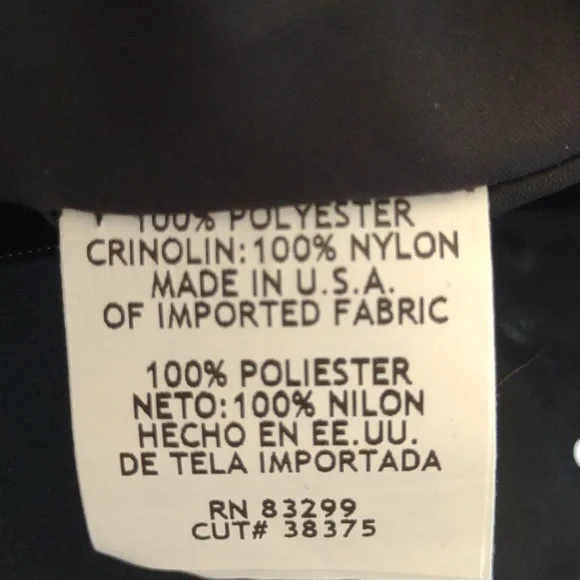 100% POLYESTER
CRINOLIN: 100% NYLON
MADE IN U.S.A.
OF IMPORTED FABRIC
100% POLIESTER
NETO: 100% NILON
HECHO EN EE.UU.
DE TELA IMPORTADA
RN 83299
CUT# 38375